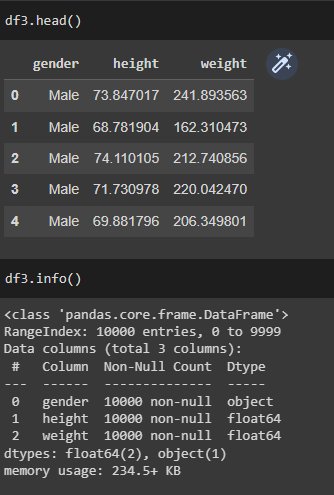 df3.head()
gender height weight
0 Male 73.847017 241.893563
1 Male 68.781904 162.310473
2 Male 74.110105 212.740856
3 Male 71.730978 220.042470
4 Male 69.881796 206.349801
df3.info()
<class 'pandas.core.frame.DataFrame'>
RangeIndex: 10000 entries, 0 to 9999
Data columns (total 3 columns):
 #   Column  Non-Null Count  Dtype
---  ------  --------------  -----
 0   gender  10000 non-null  object
 1   height  10000 non-null  float64
 2   weight  10000 non-null  float64
dtypes: float64(2), object(1)
memory usage: 234.5+ KB